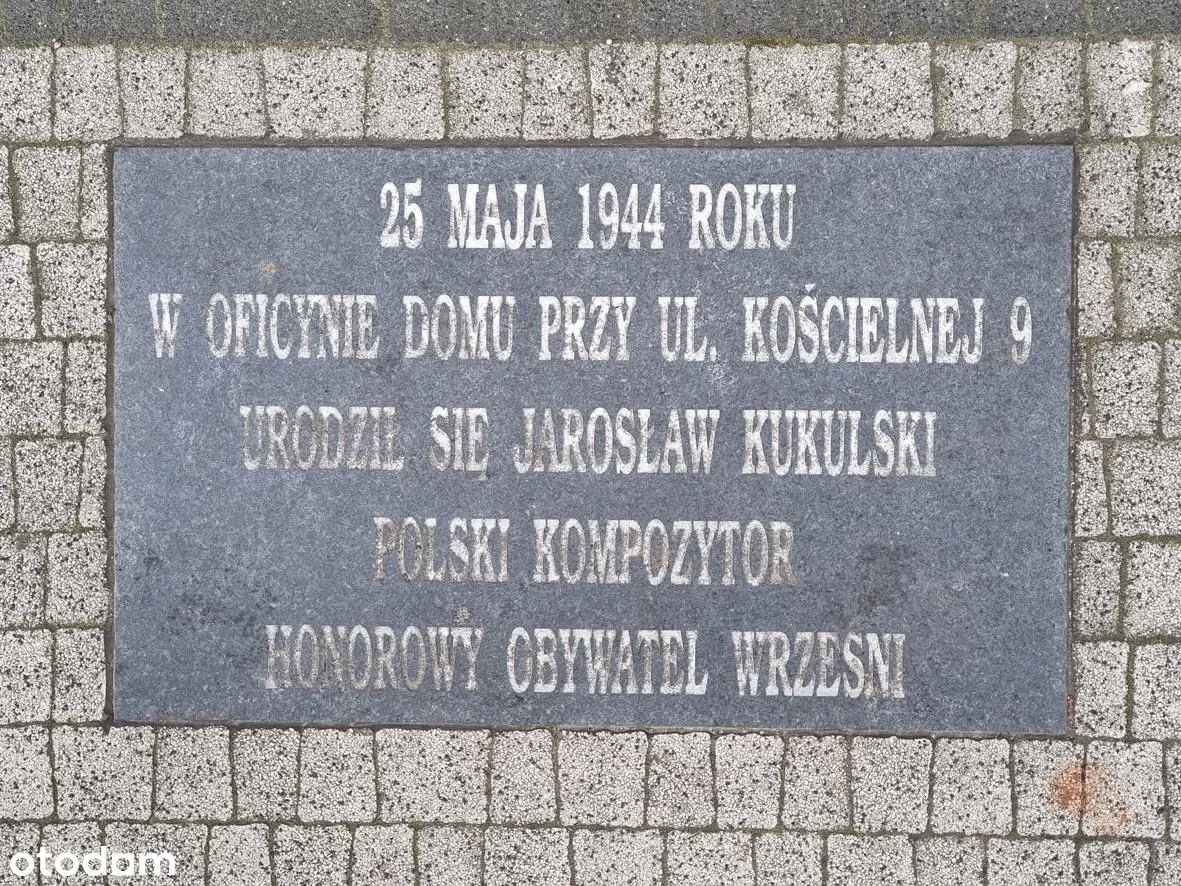 25 MAJA 1944 ROKU
W OFICYNIE DOMU PRZY UL. KOŚCIELNEJ 9
URODZIŁ SIĘ JAROSŁAW KUKULSKI
POLSKI KOMPOZYTOR
HONOROWY OBYWATEL WRZEŚNI
otodom